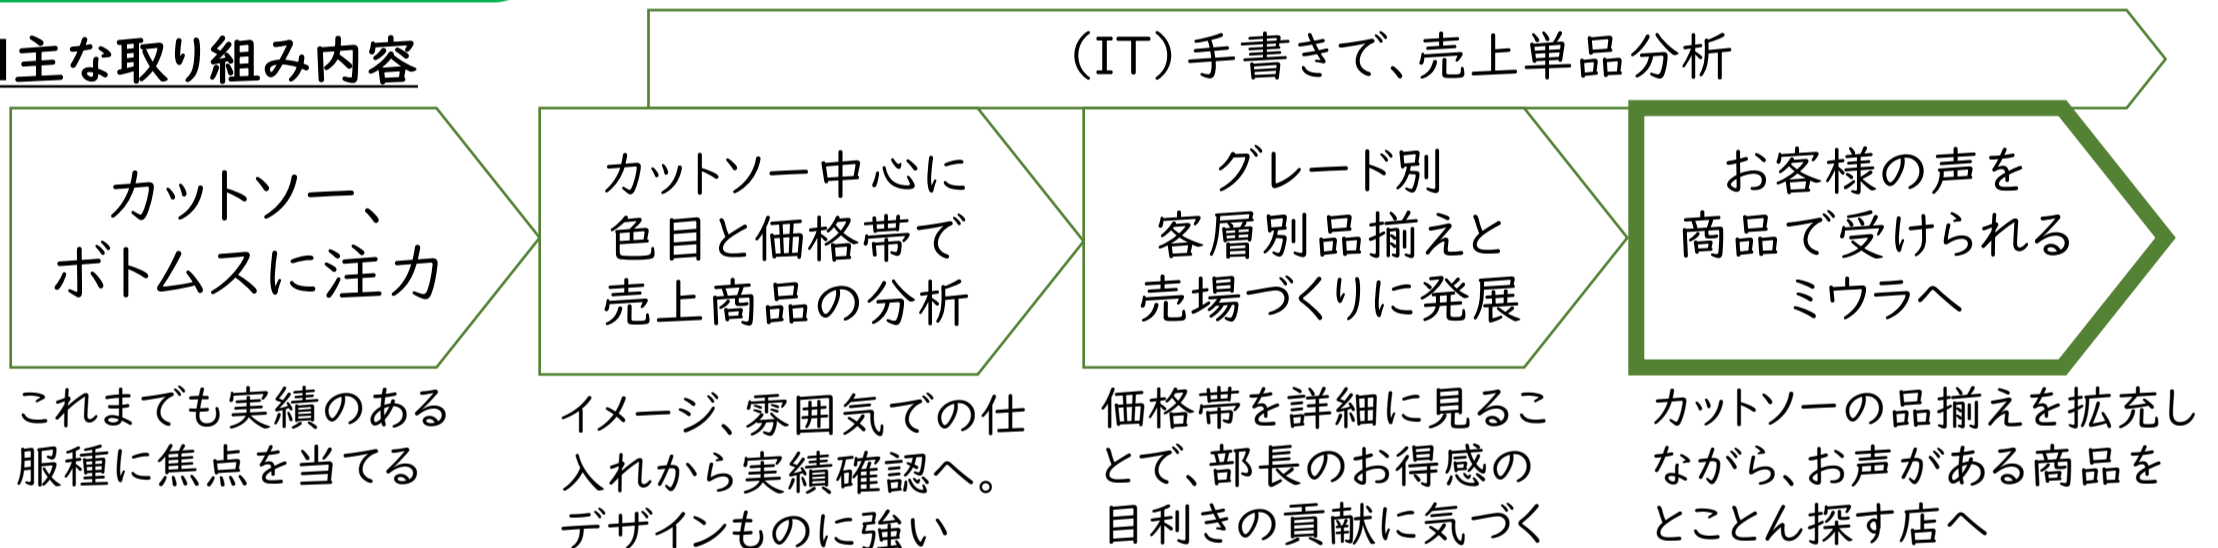 主な取り組み内容
(IT)手書きで、売上単品分析
カットソー、
ボトムスに注力
カットソー中心に
色目と価格帯で
売上商品の分析
グレード別
客層別品揃えと
売場づくりに発展
お客様の声を
商品で受けられる
ミウラへ
これまでも実績のある
服種に焦点を当てる
イメージ、雰囲気での仕
入れから実績確認へ。
デザインものに強い
価格帯を詳細に見るこ
とで、部長のお得感の
目利きの貢献に気づく
カットソーの品揃えを拡充し
ながら、お声がある商品を
とことん探す店へ